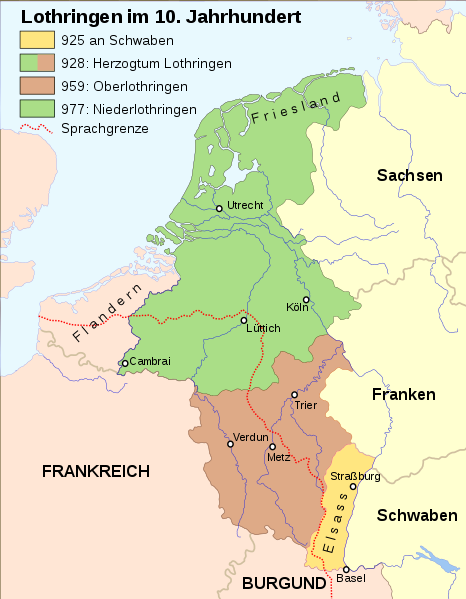 Lothringen im 10. Jahrhundert
925 an Schwaben
928: Herzogtum Lothringen
959: Oberlothringen
977: Niederlothringen
Sprachgrenze
Friesland
Sachsen
Utrecht
Flandern
Köln
Lüttich
Cambrai
Franken
Trier
Verdun
Metz
FRANKREICH
Straßburg
Elsass
Schwaben
Basel
BURGUND